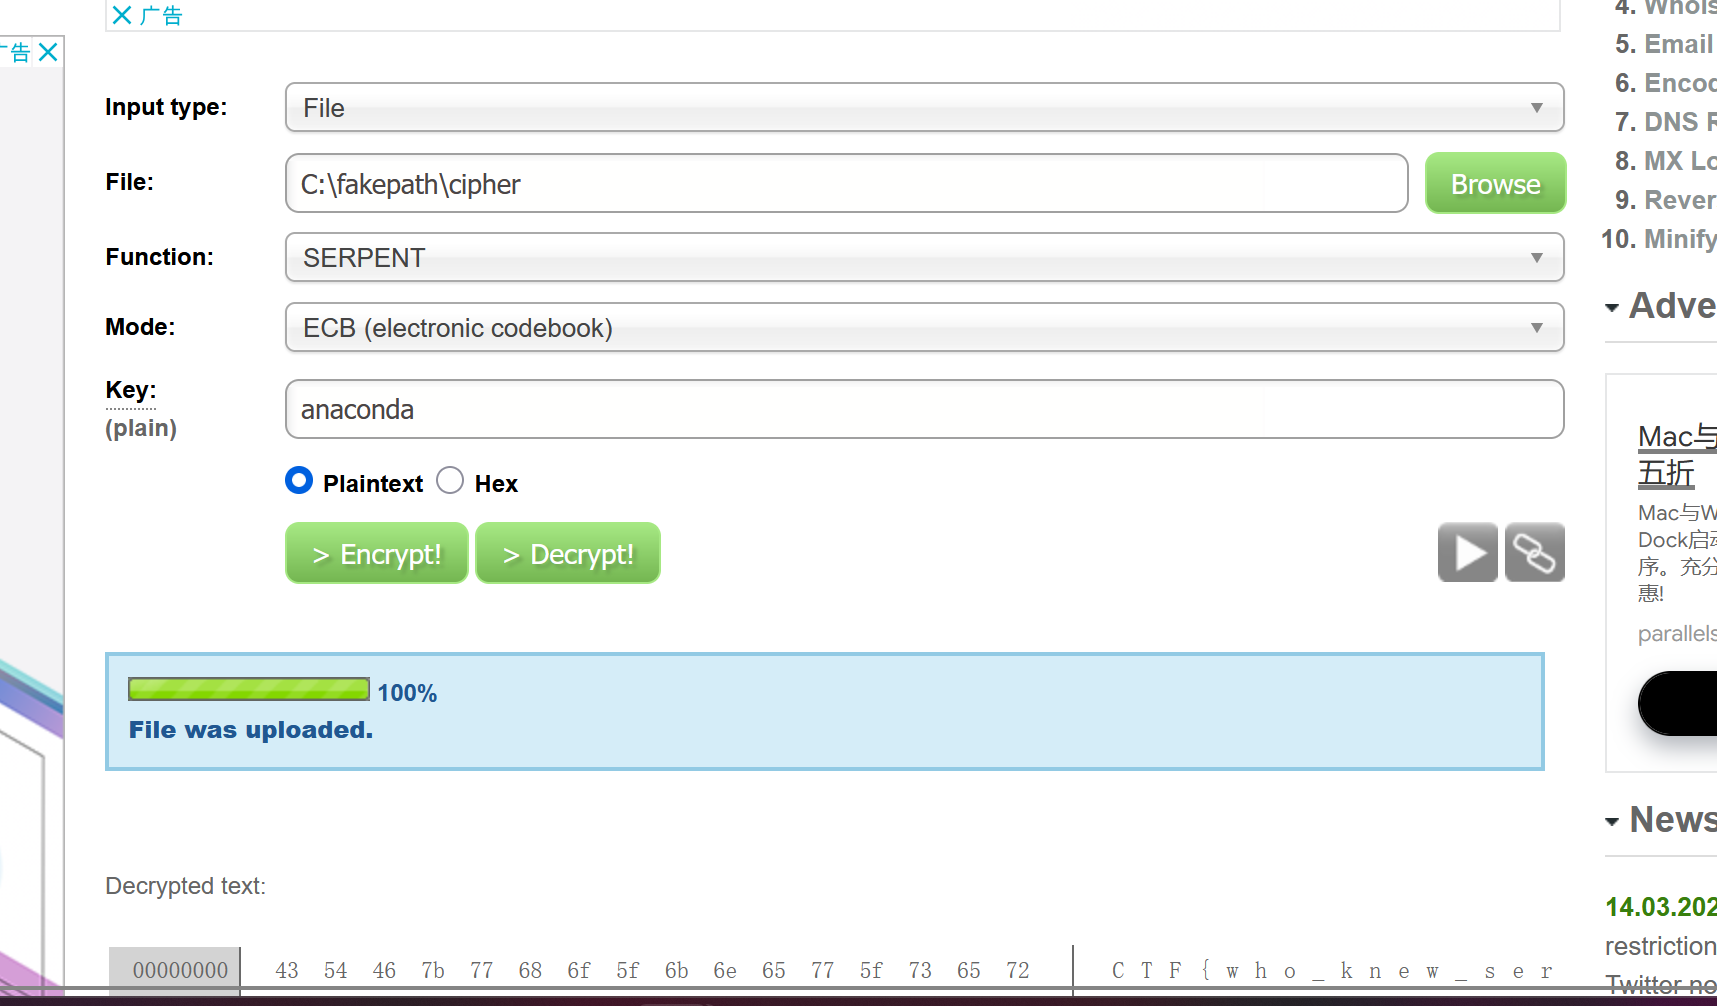 广告
广告
Input type:
File
File:
C:\fakepath\cipher
Browse
Function:
SERPENT
Mode:
ECB (electronic codebook)
Key:
(plain)
anaconda
Plaintext
Hex
> Encrypt!
> Decrypt!
100%
File was uploaded.
Decrypted text:
00000000 43 54 46 7b 77 68 6f 5f 6b 6e 65 77 5f 73 65 72 C T F { w h o _ k n e w _ s e r
4. Whois
5. Email
6. Encod
7. DNS R
8. MX Lo
9. Rever
10. Minify
Adve
Mac与
五折
Mac与W
Dock启动
序。充分
惠!
parallels
News
14.03.202
restriction
Twitter no